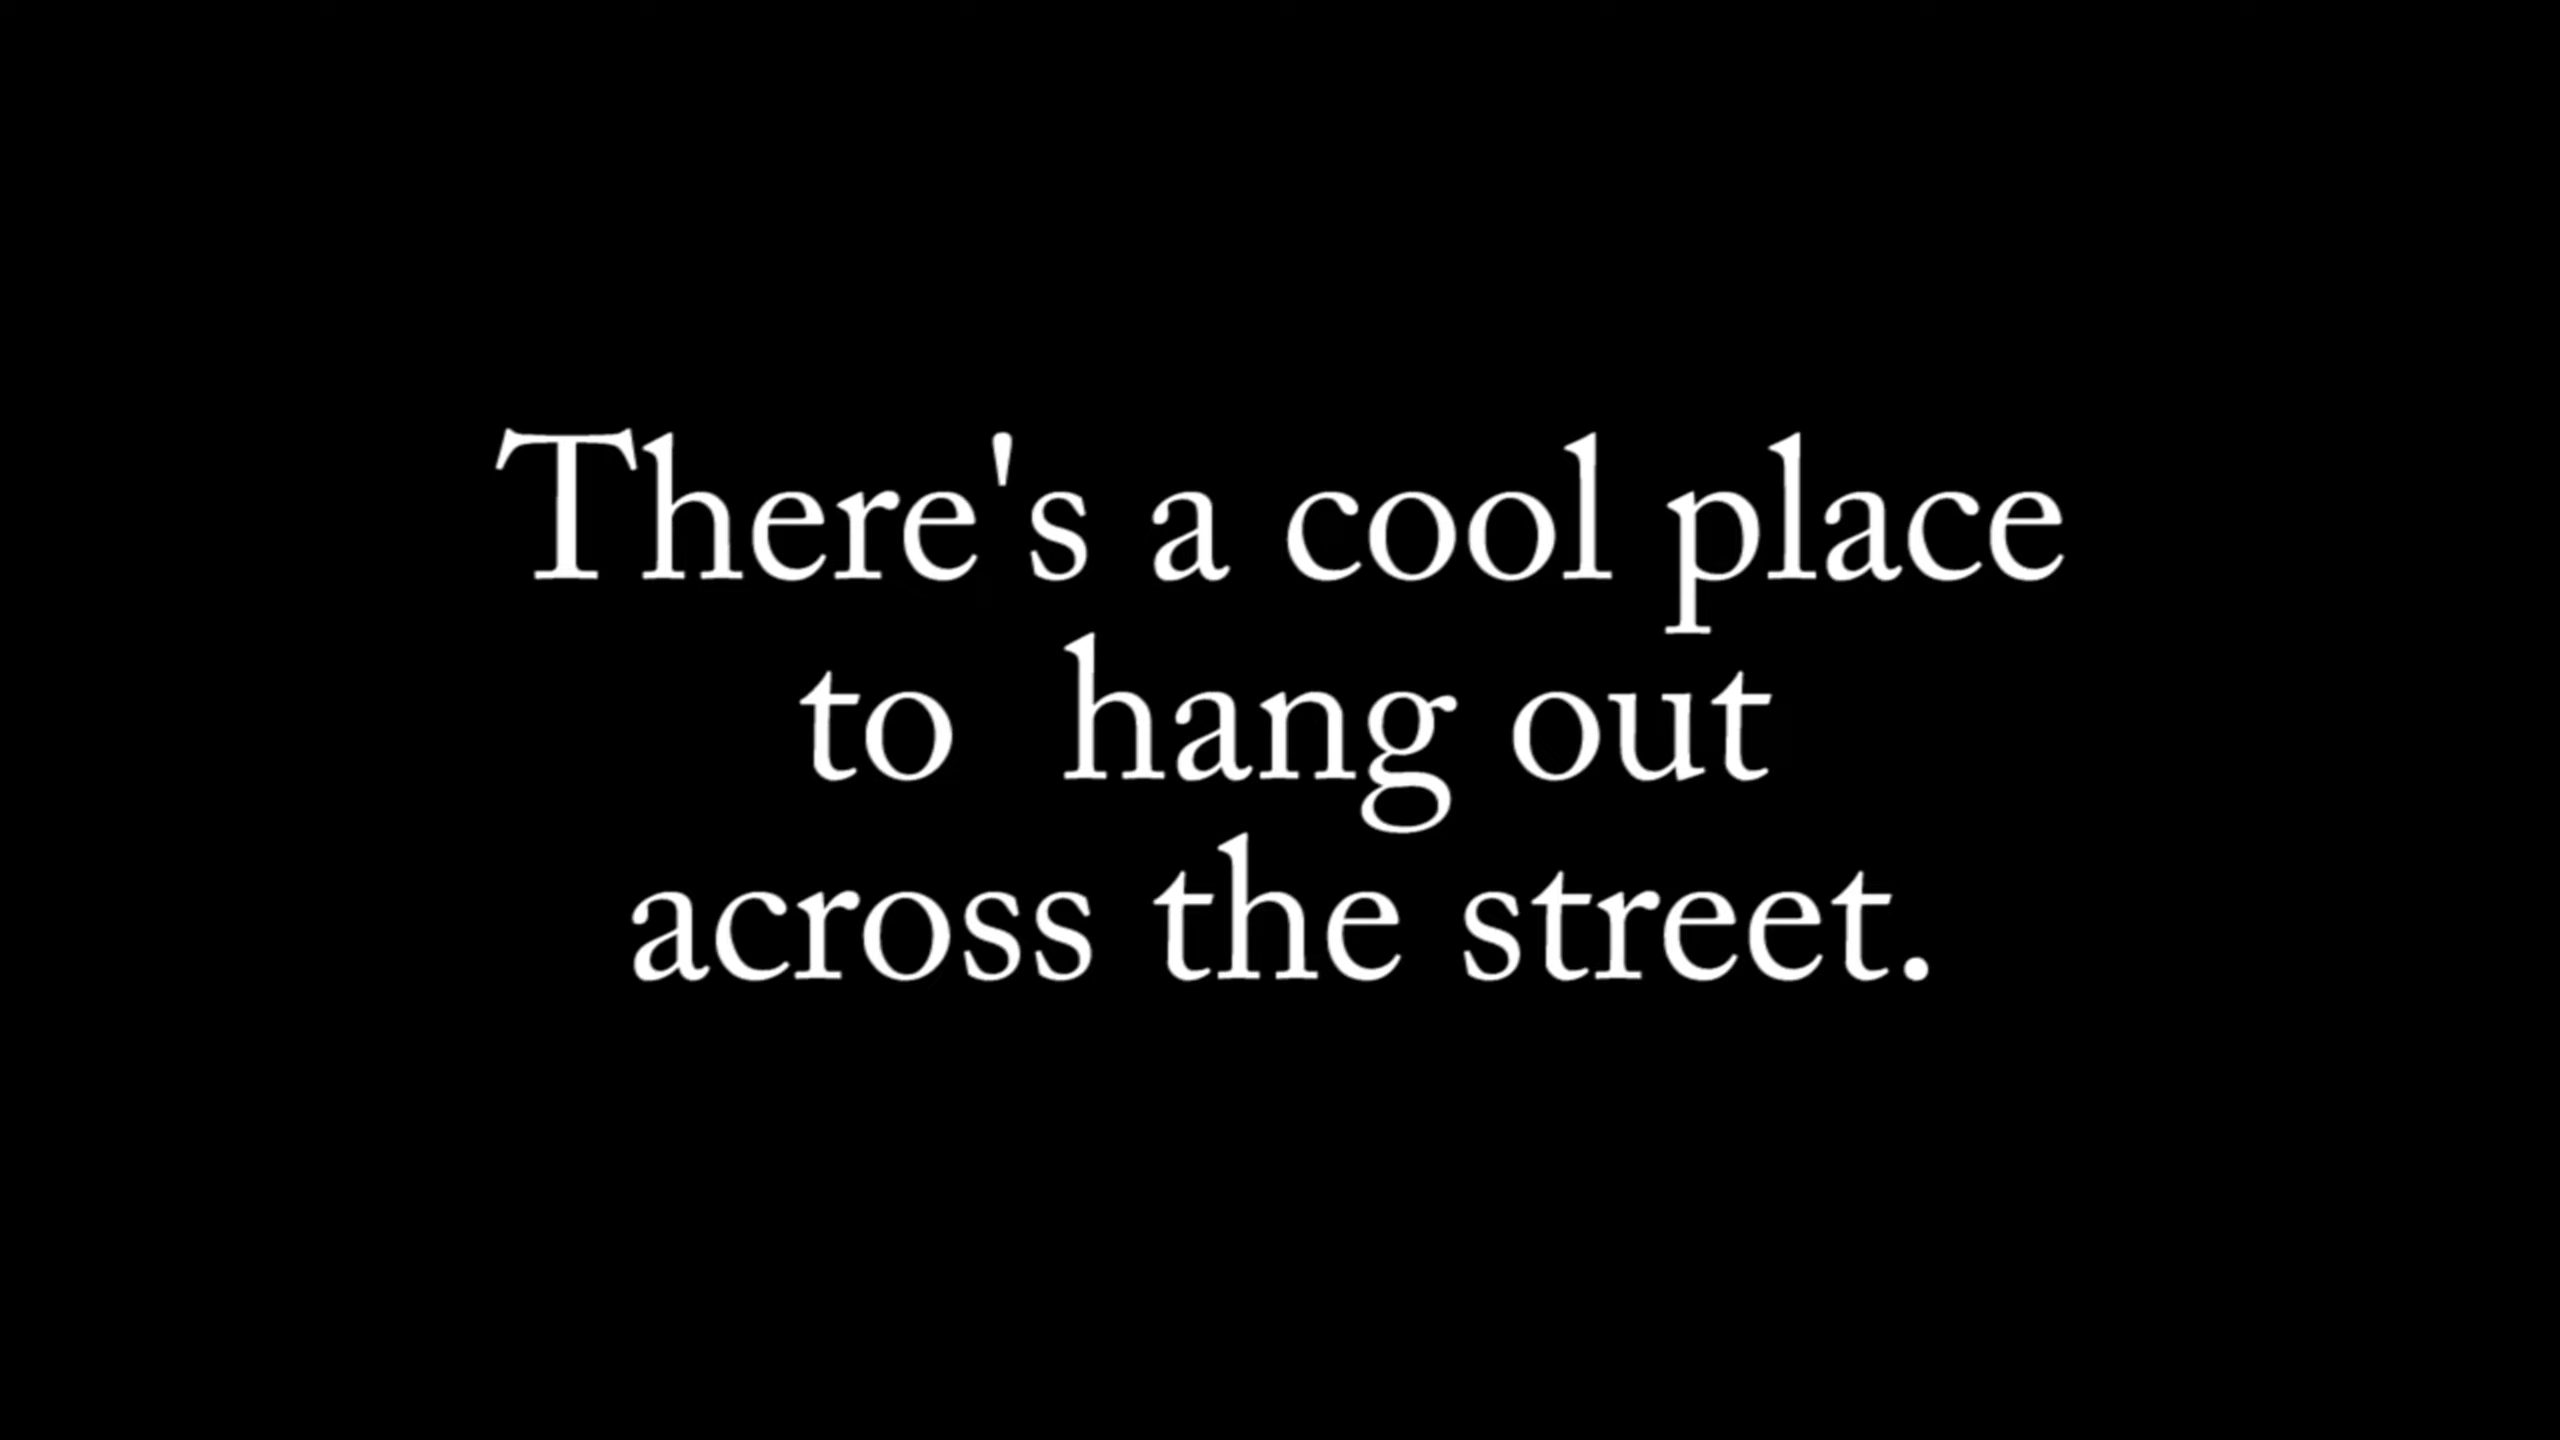 There's a cool place
to  hang out
across the street.